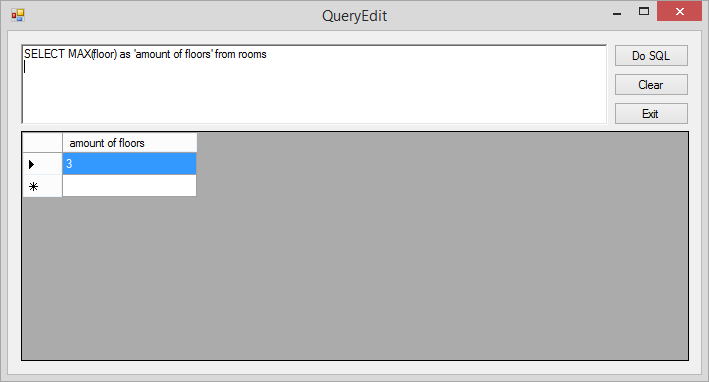 QueryEdit
SELECT MAX(floor) as 'amount of floors' from rooms
Do SQL
Clear
Exit
amount of floors
3